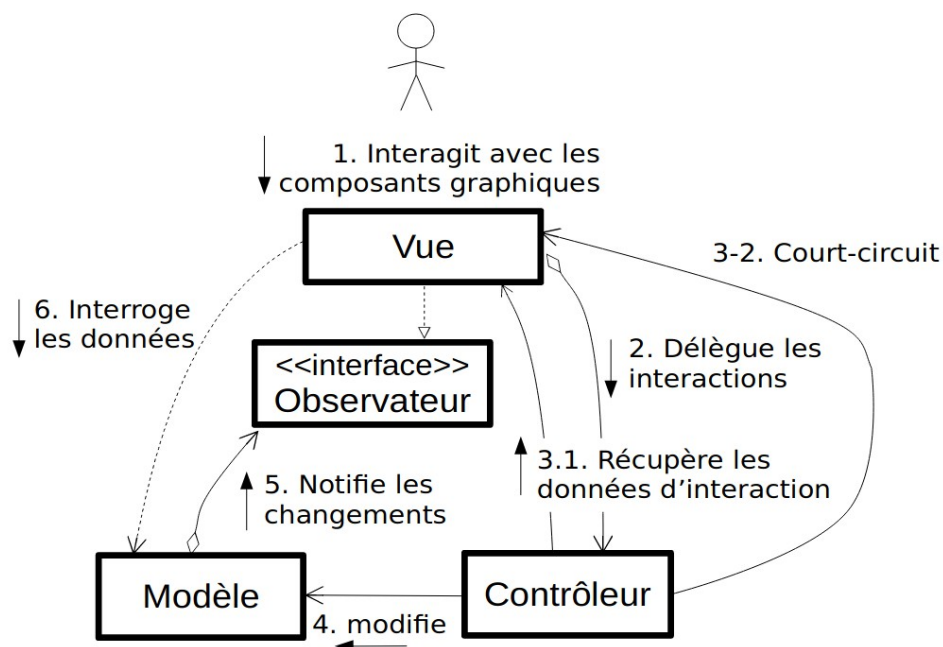 1. Interagit avec les
composants graphiques
Vue
3-2. Court-circuit
6. Interroge
les données
2. Délègue les
interactions
<<interface>>
Observateur
3.1. Récupère les
données d’interaction
5. Notifie les
changements
Modèle
Contrôleur
4. modifie